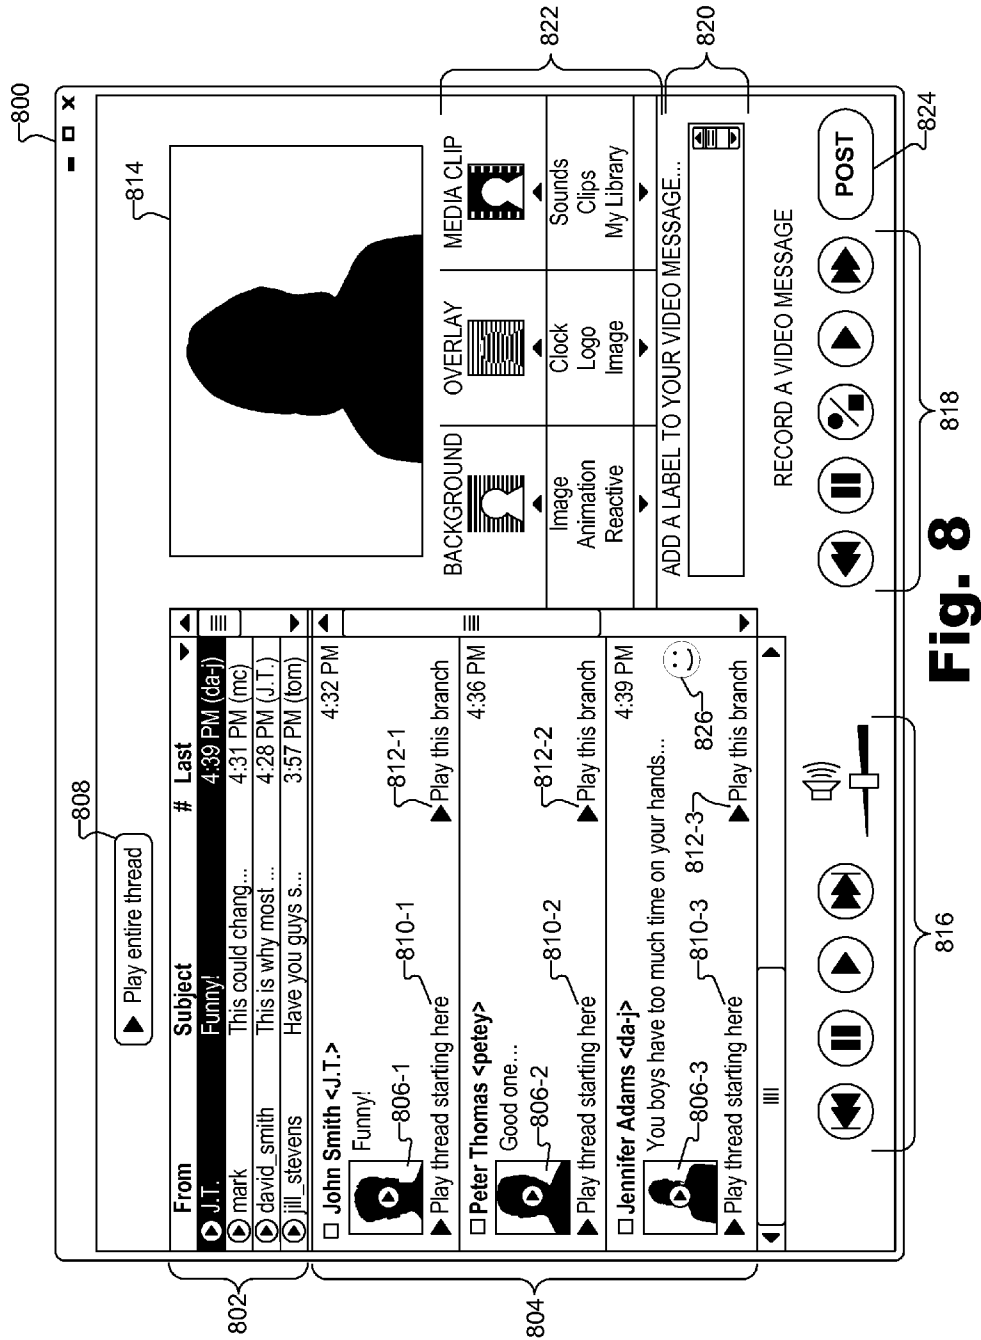 800
808
▶ Play entire thread
From Subject # Last
J.T. Funny! 4:39 PM (da-j)
mark This could chang... 4:31 PM (mc)
david_smith This is why most ... 4:28 PM (J.T.)
jill_stevens Have you guys s... 3:57 PM (tom)
802
John Smith <J.T.> 4:32 PM
Funny!
806-1
810-1
812-1
Play thread starting here Play this branch
Peter Thomas <petey> 4:36 PM
Good one...
806-2
810-2
812-2
Play thread starting here Play this branch
Jennifer Adams <da-j> 4:39 PM
You boys have too much time on your hands...
806-3
810-3
812-3
826
Play thread starting here Play this branch
804
816
814
BACKGROUND OVERLAY MEDIA CLIP
Image Clock Sounds
Animation Logo Clips
Reactive Image My Library
822
ADD A LABEL TO YOUR VIDEO MESSAGE...
820
RECORD A VIDEO MESSAGE
POST
824
818
Fig. 8